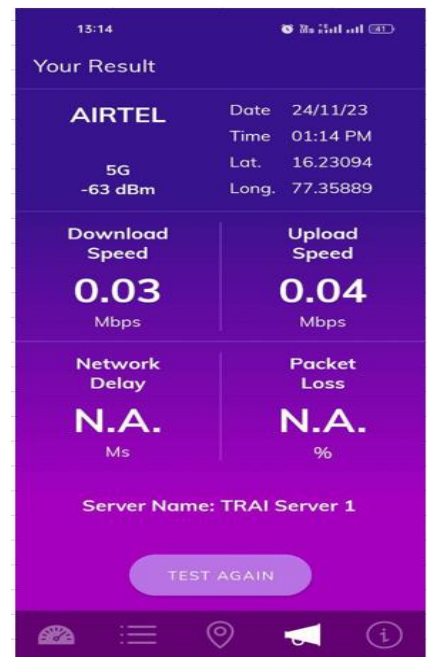 13:14
41
Your Result
AIRTEL
5G
-63 dBm
Date 24/11/23
Time 01:14 PM
Lat. 16.23094
Long. 77.35889
Download
Speed
0.03
Mbps
Upload
Speed
0.04
Mbps
Network
Delay
N.A.
Ms
Packet
Loss
N.A.
%
Server Name: TRAI Server 1
TEST AGAIN